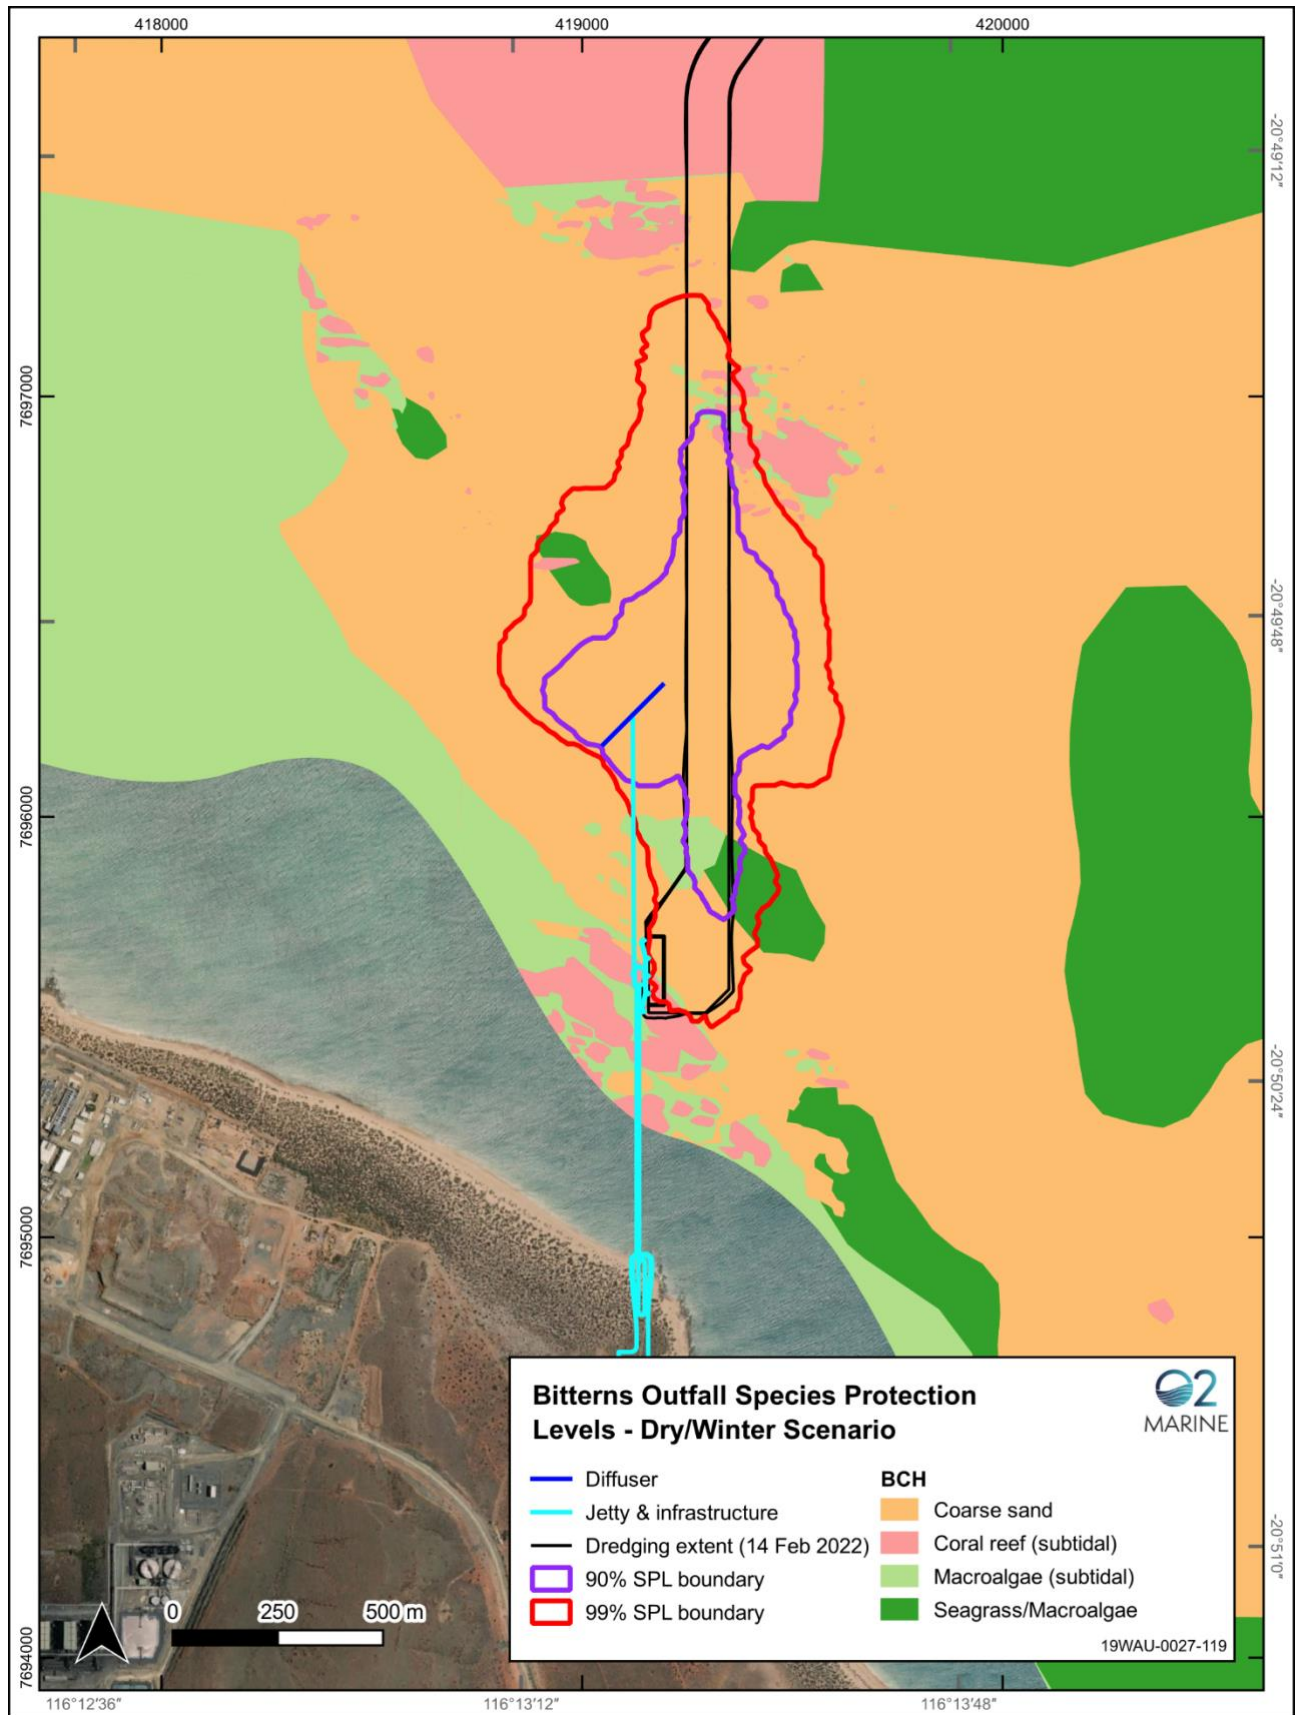 418000
419000
420000
-20°49'12"
7697000
-20°49'48"
7696000
-20°50'24"
7695000
Bitterns Outfall Species Protection
Levels - Dry/Winter Scenario
O2
MARINE
Diffuser
Jetty & infrastructure
Dredging extent (14 Feb 2022)
90% SPL boundary
99% SPL boundary
BCH
Coarse sand
Coral reef (subtidal)
Macroalgae (subtidal)
Seagrass/Macroalgae
19WAU-0027-119
-20°51'0"
0 250 500 m
7694000
116°12'36"
116°13'12"
116°13'48"